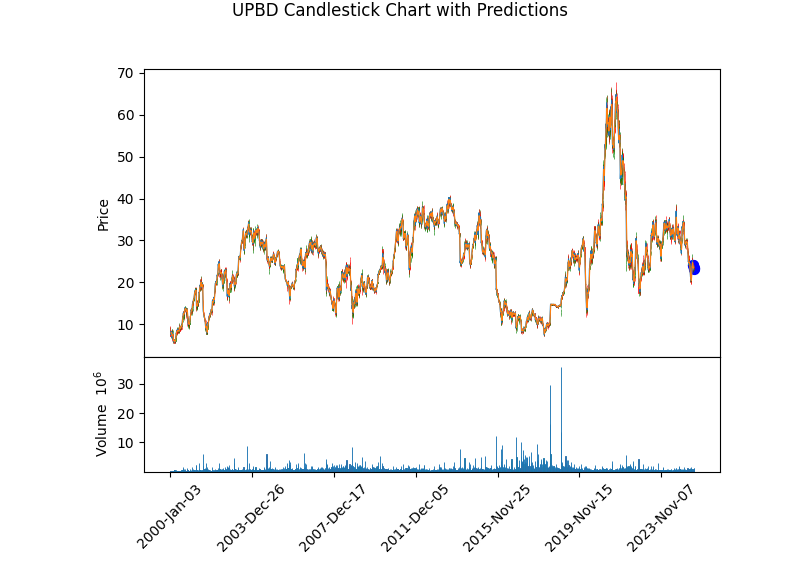 UPBD Candlestick Chart with Predictions
70
60
50
40
30
20
10
Price
30
20
10
Volume 10^6
2000-Jan-03
2003-Dec-26
2007-Dec-17
2011-Dec-05
2015-Nov-25
2019-Nov-15
2023-Nov-07